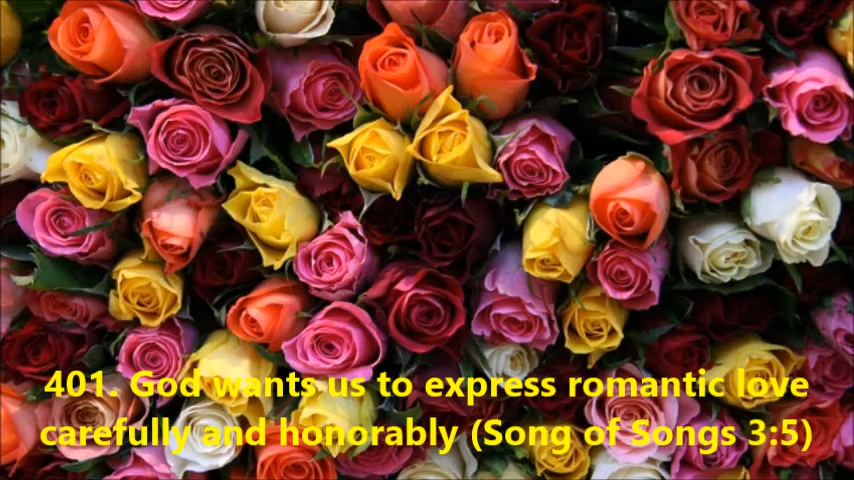 401. God wants us to express romantic love
carefully and honorably (Song of Songs 3:5)